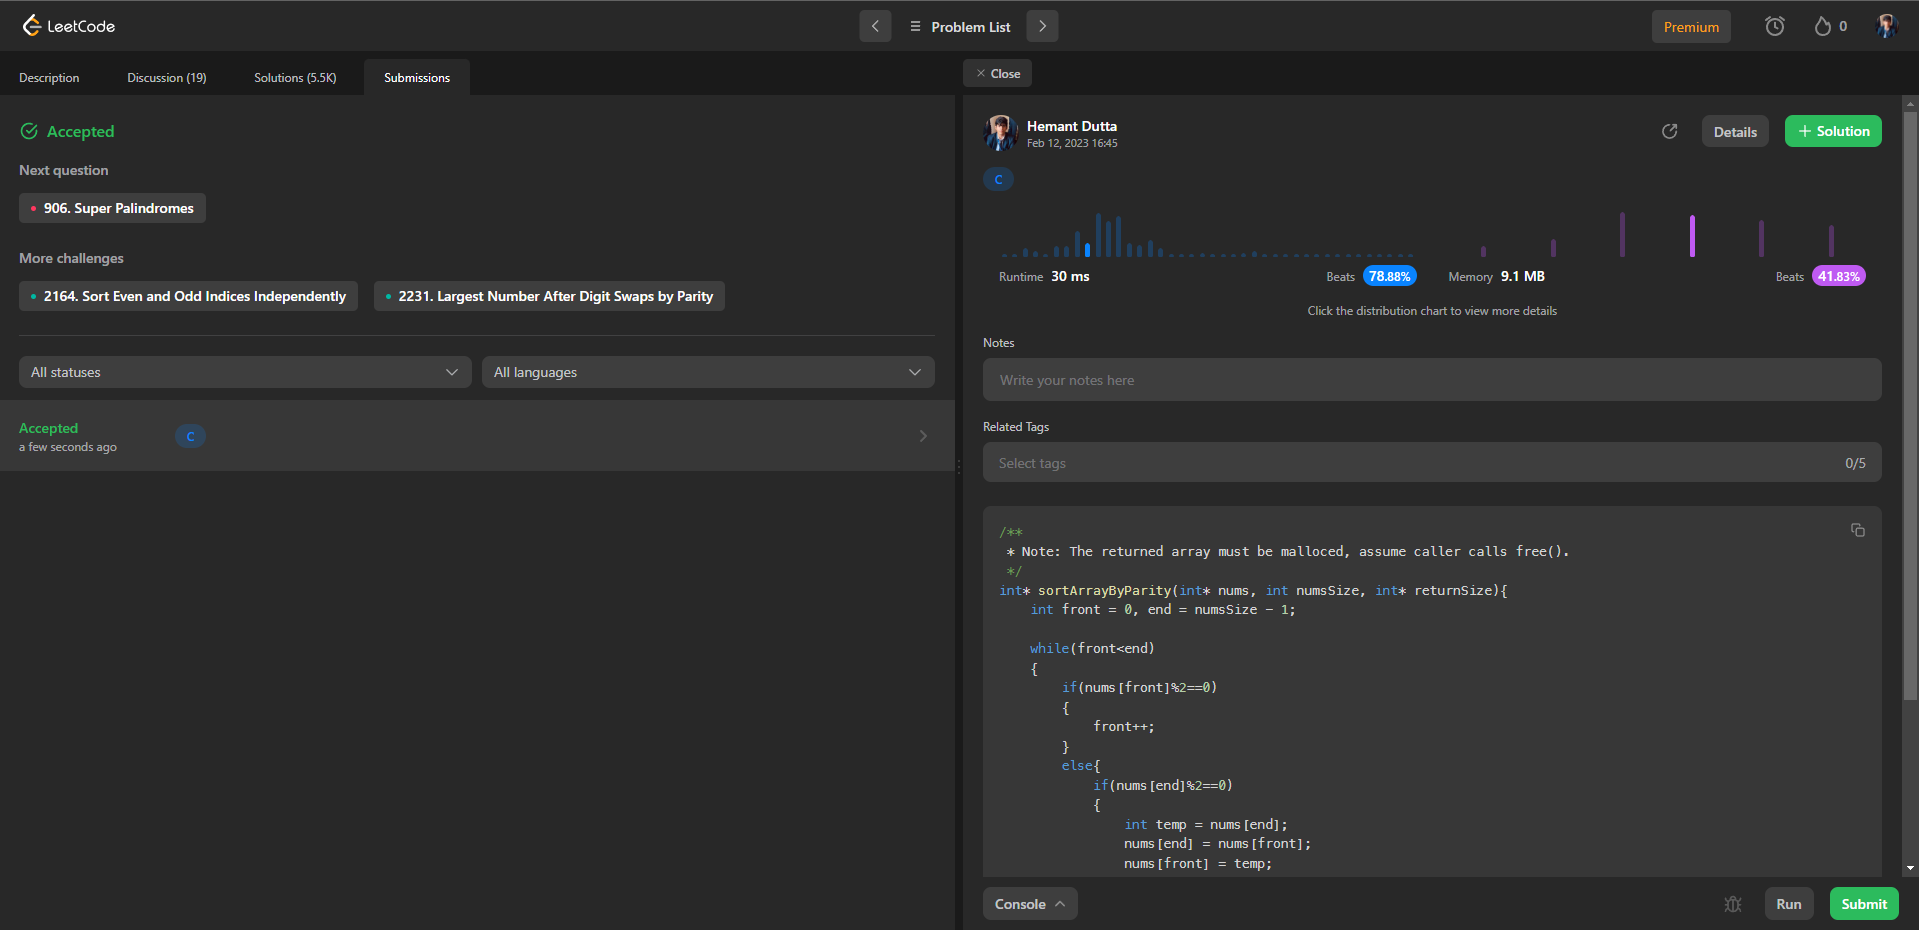 LeetCode
Problem List
Premium
0
Description
Discussion (19)
Solutions (5.5K)
Submissions
Accepted
Next question
906. Super Palindromes
More challenges
2164. Sort Even and Odd Indices Independently
2231. Largest Number After Digit Swaps by Parity
All statuses
All languages
Accepted
a few seconds ago
C
Close
Hemant Dutta
Feb 12, 2023 16:45
Details
Solution
C
Runtime 30 ms
Beats 78.88%
Memory 9.1 MB
Beats 41.83%
Click the distribution chart to view more details
Notes
Write your notes here
Related Tags
Select tags
0/5
/**
 * Note: The returned array must be malloced, assume caller calls free().
 */
int* sortArrayByParity(int* nums, int numsSize, int* returnSize){
    int front = 0, end = numsSize - 1;
    while(front<end)
    {
        if(nums[front]%2==0)
        {
            front++;
        }
        else{
            if(nums[end]%2==0)
            {
                int temp = nums[end];
                nums[end] = nums[front];
                nums[front] = temp;
Console
Run
Submit